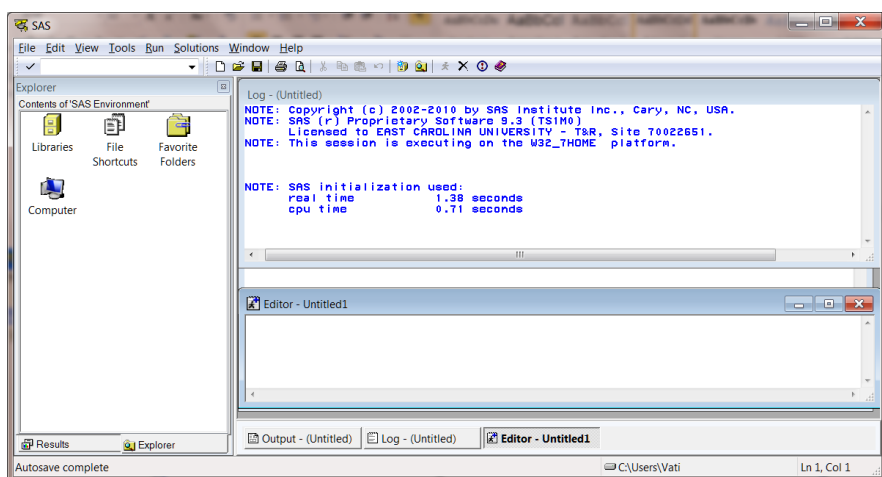 SAS
File Edit View Tools Run Solutions Window Help
Explorer
Contents of 'SAS Environment'
Libraries
File Shortcuts
Favorite Folders
Computer
Log - (Untitled)
NOTE: Copyright (c) 2002-2010 by SAS Institute Inc., Cary, NC, USA.
NOTE: SAS (r) Proprietary Software 9.3 (TS1M0)
Licensed to EAST CAROLINA UNIVERSITY - T&R, Site 70022651.
NOTE: This session is executing on the W32_7HOME platform.
NOTE: SAS initialization used:
real time 1.38 seconds
cpu time 0.71 seconds
Editor - Untitled1
Results Explorer
Output - (Untitled) Log - (Untitled) Editor - Untitled1
Autosave complete C:\Users\Vati Ln 1, Col 1